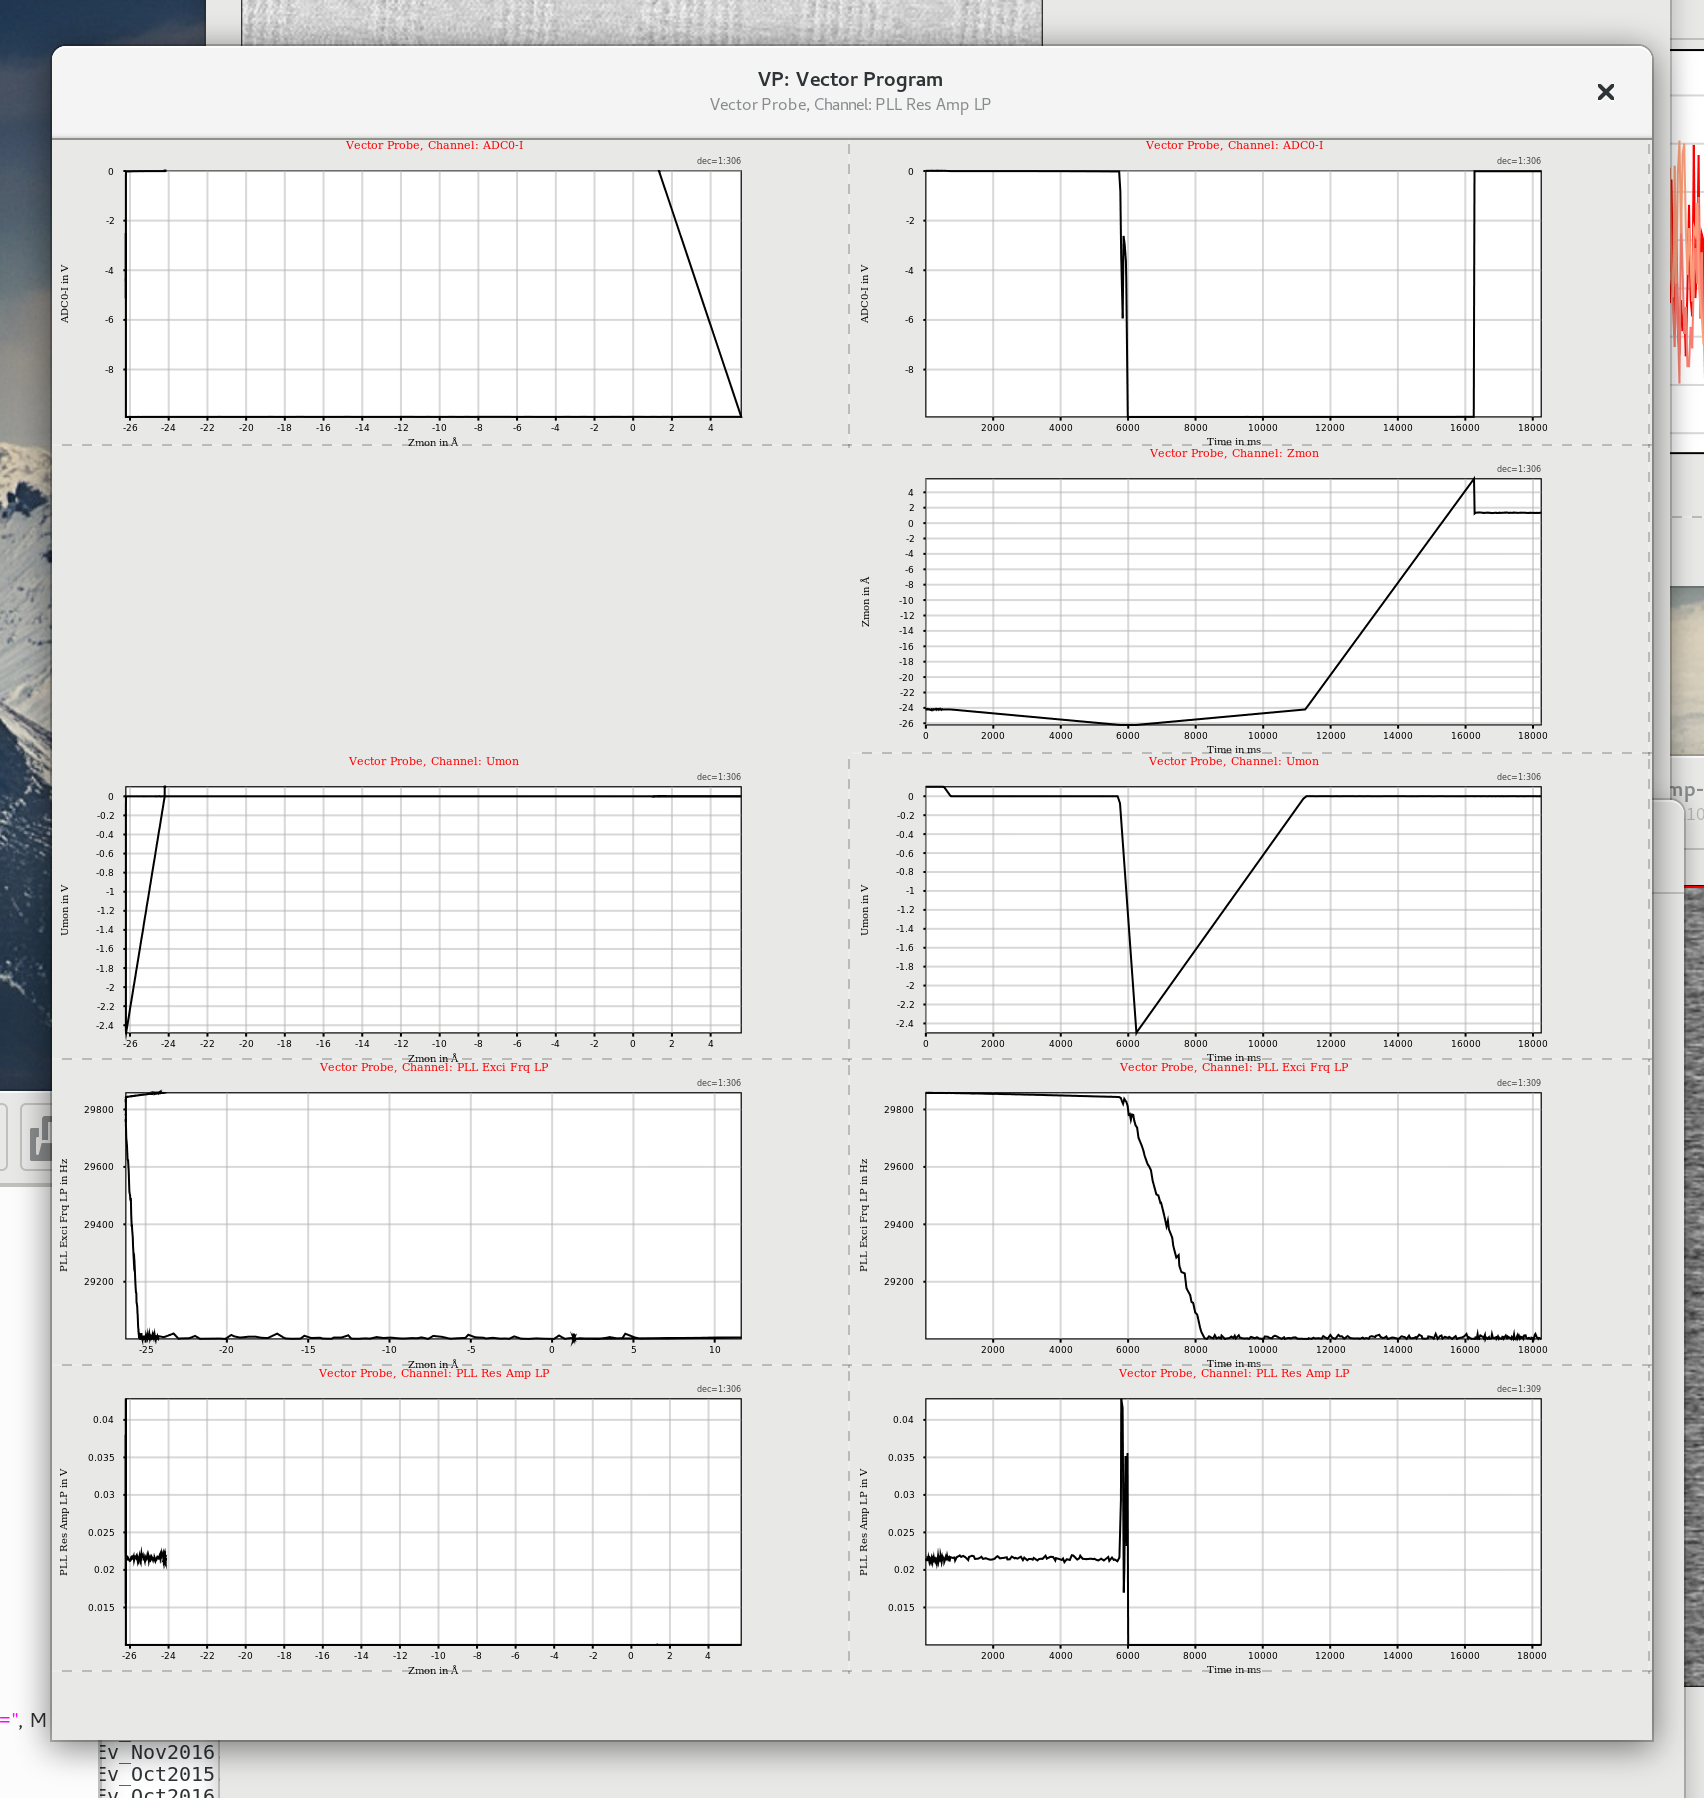 VP: Vector Program
Vector Probe, Channel: PLL Res Amp LP
Vector Probe, Channel: ADC0-I
dec=1:306
ADC0-I in V
0
-2
-4
-6
-8
-26 -24 -22 -20 -18 -16 -14 -12 -10 -8 -6 -4 -2 0 2 4
Zmon in Å
Vector Probe, Channel: ADC0-I
dec=1:306
ADC0-I in V
0
-2
-4
-6
-8
2000 4000 6000 8000 10000 12000 14000 16000 18000
Time in ms
Vector Probe, Channel: Zmon
dec=1:306
Zmon in Å
4
2
0
-2
-4
-6
-8
-10
-12
-14
-16
-18
-20
-22
-24
-26
0 2000 4000 6000 8000 10000 12000 14000 16000 18000
Time in ms
Vector Probe, Channel: Umon
dec=1:306
Umon in V
0
-0.2
-0.4
-0.6
-0.8
-1
-1.2
-1.4
-1.6
-1.8
-2
-2.2
-2.4
-26 -24 -22 -20 -18 -16 -14 -12 -10 -8 -6 -4 -2 0 2 4
Zmon in Å
Vector Probe, Channel: Umon
dec=1:306
Umon in V
0
-0.2
-0.4
-0.6
-0.8
-1
-1.2
-1.4
-1.6
-1.8
-2
-2.2
-2.4
0 2000 4000 6000 8000 10000 12000 14000 16000 18000
Time in ms
Vector Probe, Channel: PLL Exci Frq LP
dec=1:306
PLL Exci Frq LP in Hz
29800
29600
29400
29200
-25 -20 -15 -10 -5 0 5 10
Zmon in Å
Vector Probe, Channel: PLL Exci Frq LP
dec=1:309
PLL Exci Frq LP in Hz
29800
29600
29400
29200
2000 4000 6000 8000 10000 12000 14000 16000 18000
Time in ms
Vector Probe, Channel: PLL Res Amp LP
dec=1:306
PLL Res Amp LP in V
0.04
0.035
0.03
0.025
0.02
0.015
-26 -24 -22 -20 -18 -16 -14 -12 -10 -8 -6 -4 -2 0 2 4
Zmon in Å
Vector Probe, Channel: PLL Res Amp LP
dec=1:309
PLL Res Amp LP in V
0.04
0.035
0.03
0.025
0.02
0.015
2000 4000 6000 8000 10000 12000 14000 16000 18000
Time in ms
mp-
10
=", M
Ev_Nov2016
Ev_Oct2015
Ev_Oct2016